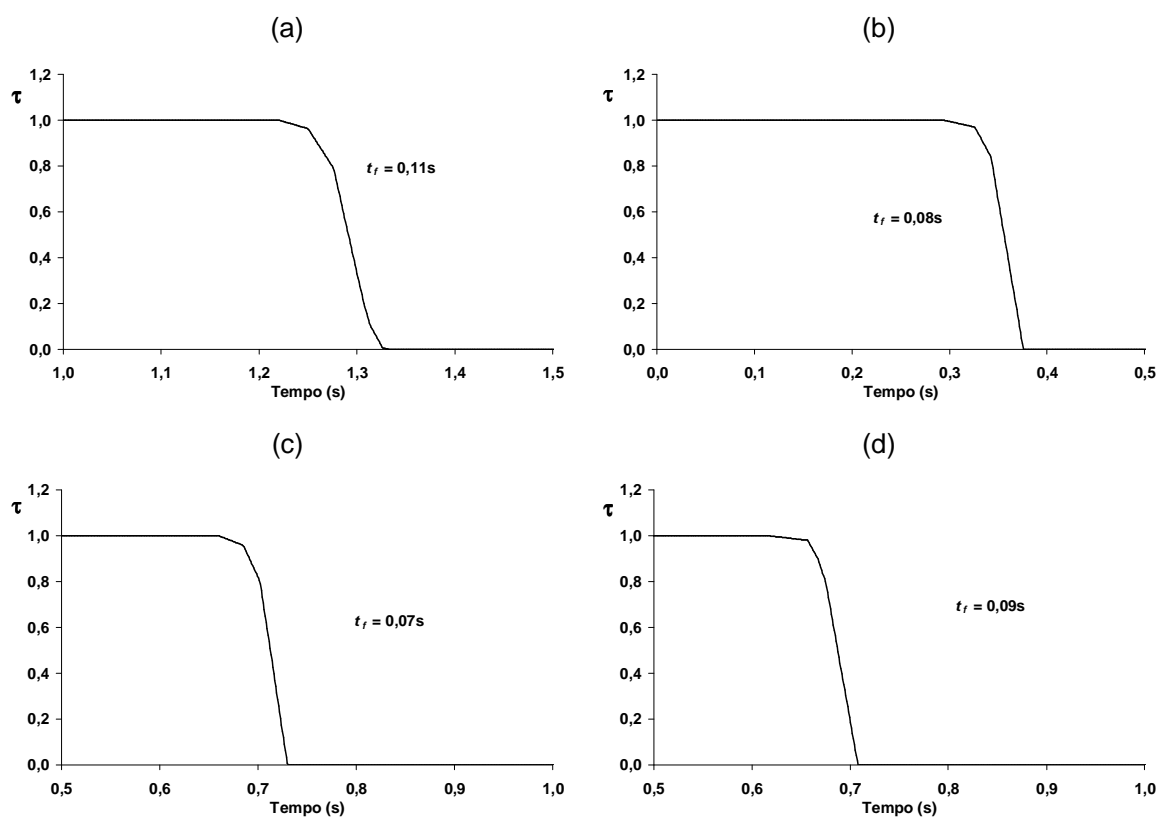 (a)
(b)
τ
1,2
1,0
0,8
0,6
0,4
0,2
0,0
t f = 0,11s
1,0 1,1 1,2 1,3 1,4 1,5
Tempo (s)
τ
1,2
1,0
0,8
0,6
0,4
0,2
0,0
t f = 0,08s
0,0 0,1 0,2 0,3 0,4 0,5
Tempo (s)
(c)
(d)
τ
1,2
1,0
0,8
0,6
0,4
0,2
0,0
t f = 0,07s
0,5 0,6 0,7 0,8 0,9 1,0
Tempo (s)
τ
1,2
1,0
0,8
0,6
0,4
0,2
0,0
t f = 0,09s
0,5 0,6 0,7 0,8 0,9 1,0
Tempo (s)